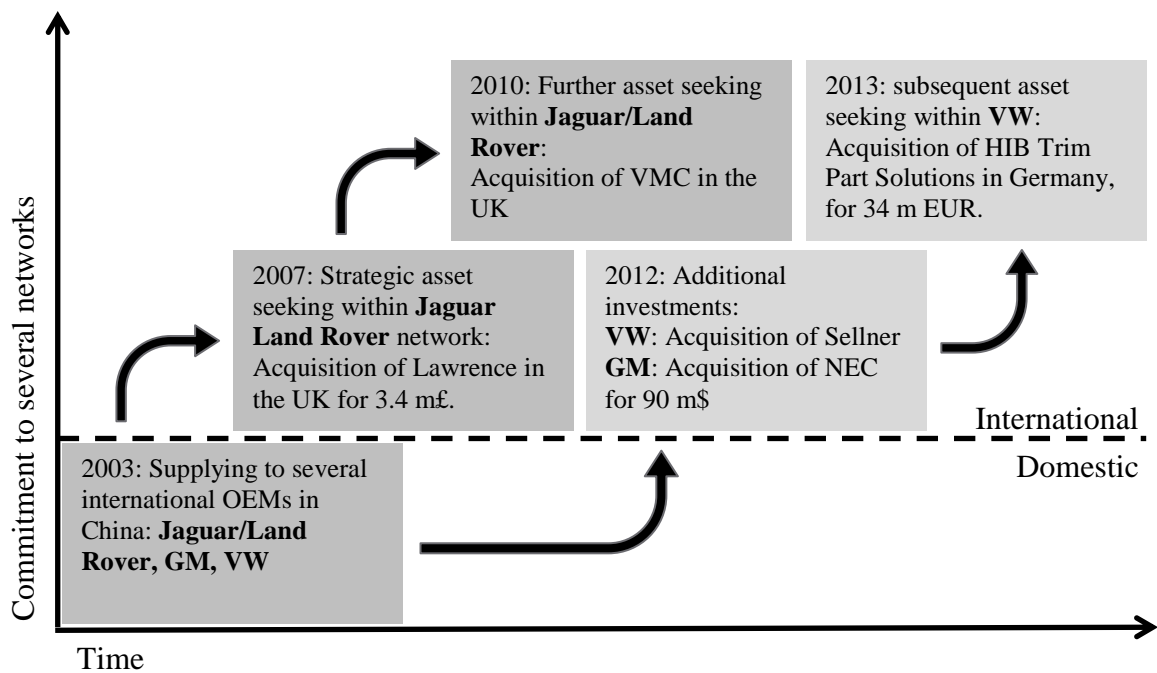 Commitment to several networks
2010: Further asset seeking
within Jaguar/Land
Rover:
Acquisition of VMC in the
UK
2013: subsequent asset
seeking within VW:
Acquisition of HIB Trim
Part Solutions in Germany,
for 34 m EUR.
2007: Strategic asset
seeking within Jaguar
Land Rover network:
Acquisition of Lawrence in
the UK for 3.4 m£.
2012: Additional
investments:
VW: Acquisition of Sellner
GM: Acquisition of NEC
for 90 m$
International
Domestic
2003: Supplying to several
international OEMs in
China: Jaguar/Land
Rover, GM, VW
Time